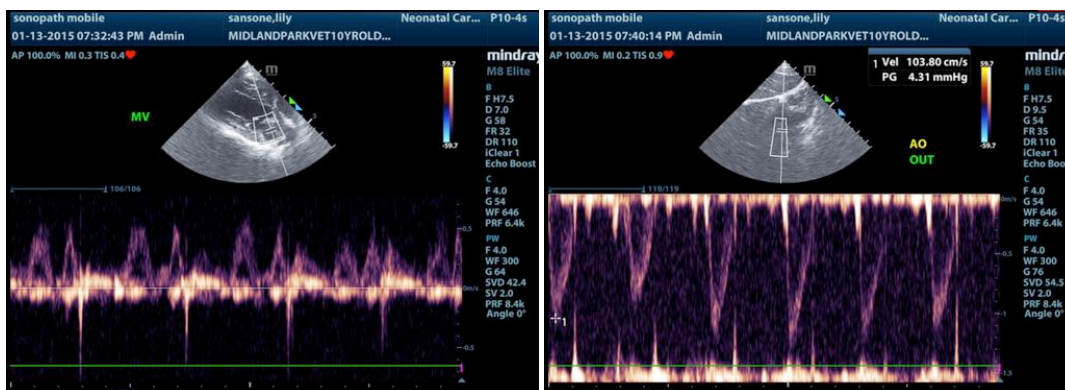 sonopath mobile sansone,lily Neonatal Car... P10-4s
01-13-2015 07:32:43 PM Admin MIDLANDPARKVET10YROLD...
AP 100.0% MI 0.3 TIS 0.4
m
mindray
M8 Elite
MV
59.7
-59.7
5
B
F H7.5
D 7.0
G 58
FR 32
DR 110
iClear 1
Echo Boost
C
F 4.0
G 54
WF 646
PRF 6.4k
PW
F 4.0
WF 300
G 64
SVD 42.4
SV 2.0
PRF 8.4k
Angle 0°
106/106
0.5
0m/s
-0.5
sonopath mobile sansone,lily Neonatal Car... P10-4s
01-13-2015 07:40:14 PM Admin MIDLANDPARKVET10YROLD...
AP 100.0% MI 0.2 TIS 0.9
1 Vel 103.80 cm/s
PG 4.31 mmHg
m
mindray
M8 Elite
59.7
-59.7
5
AO
OUT
B
F H7.5
D 9.5
G 54
FR 35
DR 110
iClear 1
Echo Boost
C
F 4.0
G 54
WF 646
PRF 6.4k
PW
F 4.0
WF 300
G 76
SVD 54.5
SV 2.0
PRF 8.4k
Angle 0°
119/119
0m/s
-0.5
-1
-1.5
1